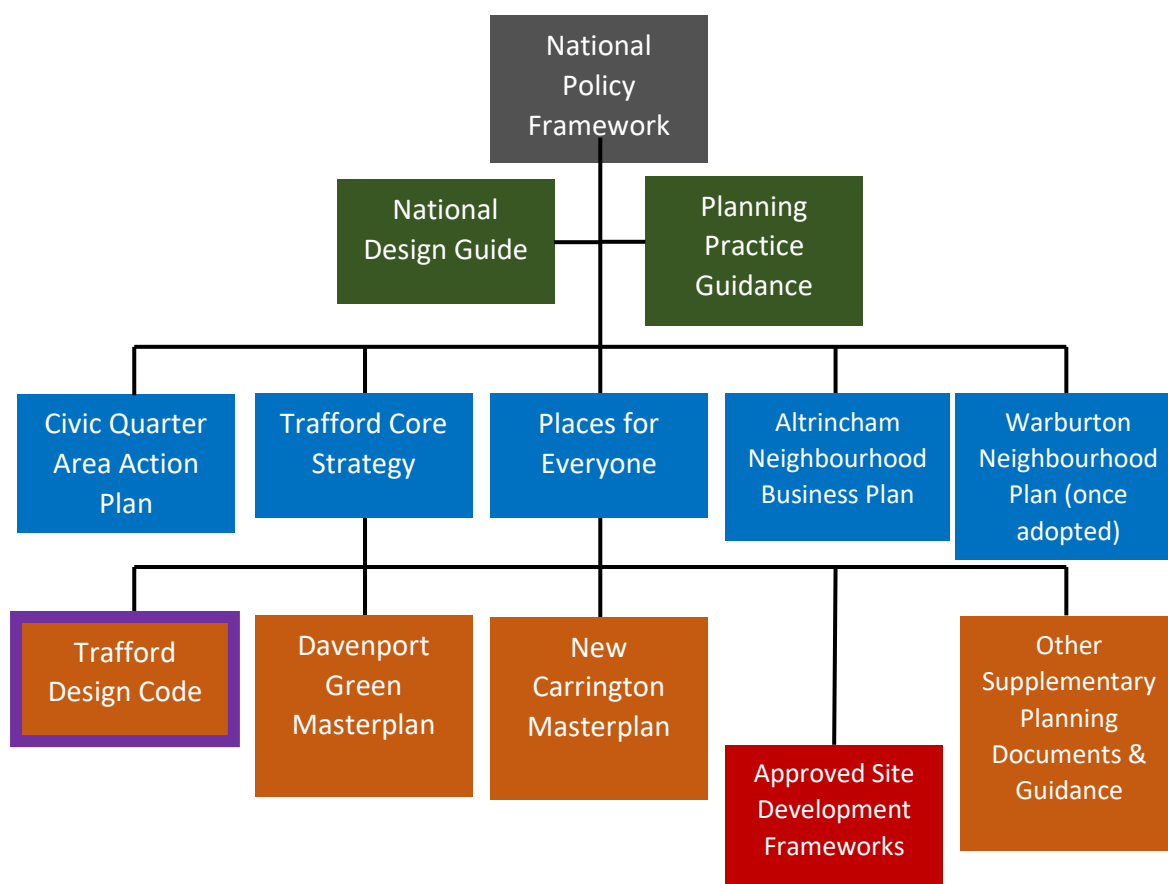 National
Policy
Framework
National
Design Guide
Planning
Practice
Guidance
Civic Quarter
Area Action
Plan
Trafford Core
Strategy
Places for
Everyone
Altrincham
Neighbourhood
Business Plan
Warburton
Neighbourhood
Plan (once
adopted)
Trafford
Design Code
Davenport
Green
Masterplan
New
Carrington
Masterplan
Approved Site
Development
Frameworks
Other
Supplementary
Planning
Documents &
Guidance